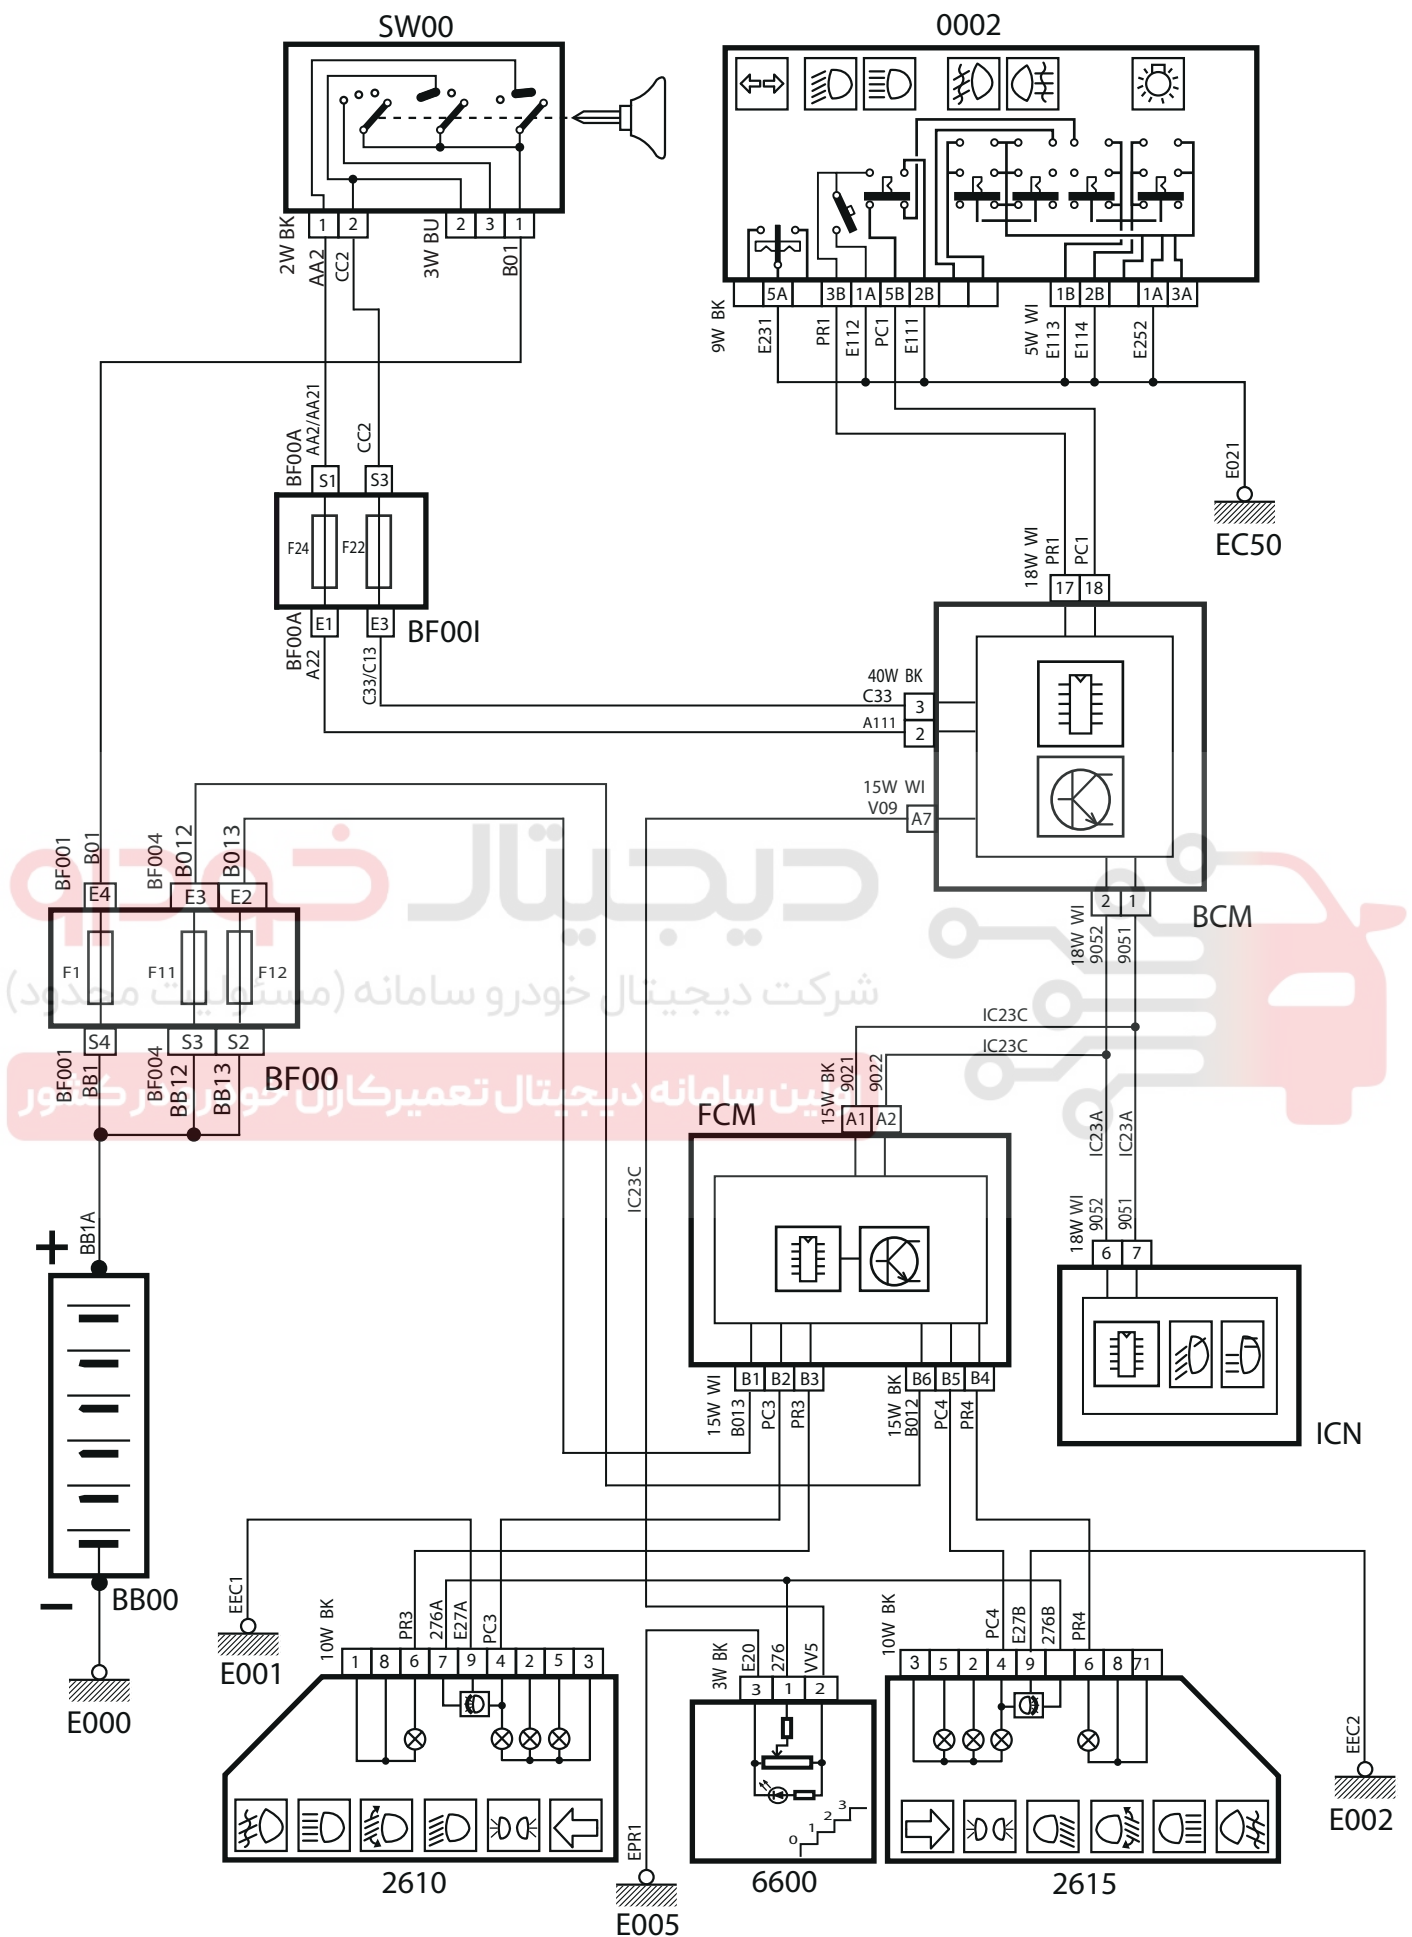 SW00
0002
1
2
2
3
1
2W BK
AA2
CC2
3W BU
B01
5A
3B
1A
5B
2B
1B
2B
1A
3A
9W BK
E231
PR1
E112
PC1
E111
5W WI
E113
E114
E252
E021
EC50
BF00A
AA2/AA21
CC2
S1
S3
F24
F22
BF00A
E1
E3
BF00I
A22
C33/C13
18W WI
PR1
PC1
17
18
40W BK
C33
3
A111
2
15W WI
V09
A7
2
1
BCM
18W WI
9052
9051
BF001
B01
BF004
B012
B013
E4
E3
E2
F1
F11
F12
S4
S3
S2
BF001
BB1
BF004
BB12
BB13
BF00
دیجیتال خودرو
شرکت دیجیتال خودرو سامانه (مسئولیت محدود)
اولین سامانه دیجیتال تعمیرکاران خودرو در کشور
IC23C
IC23C
15W BK
9021
9022
FCM
A1
A2
IC23A
IC23A
IC23C
18W WI
9052
9051
6
7
ICN
BB1A
+
BB00
–
E000
B1
B2
B3
B6
B5
B4
15W WI
B013
PC3
PR3
15W BK
B012
PC4
PR4
EEC1
E001
10W BK
PR3
276A
E27A
PC3
1
8
6
7
9
4
2
5
3
2610
EPR1
E005
3W BK
E20
276
VV5
3
1
2
0
1
2
3
6600
10W BK
PC4
E27B
276B
PR4
3
5
2
4
9
6
8
71
2615
EEC2
E002